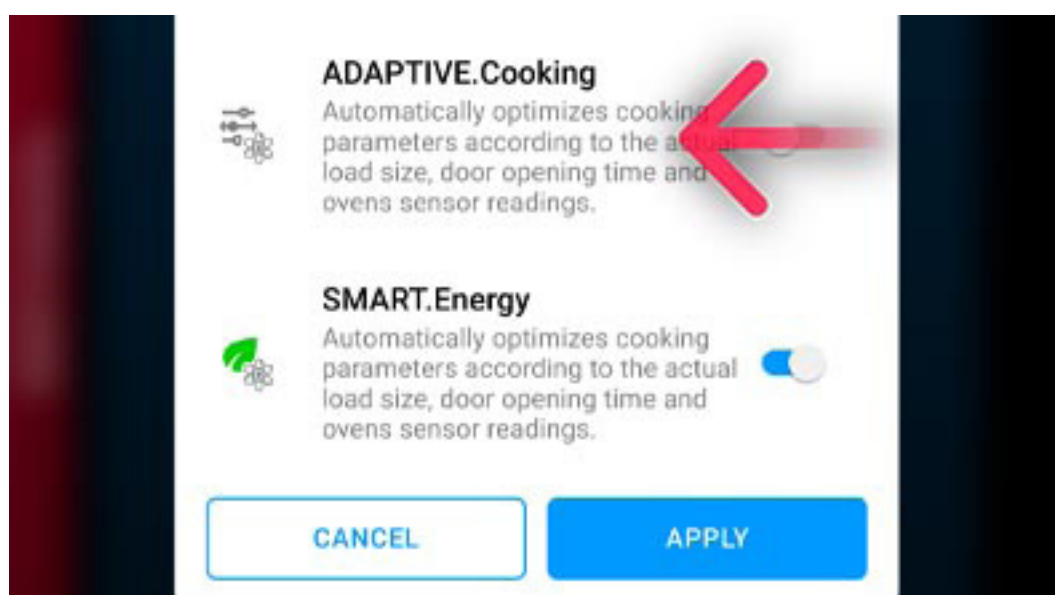 ADAPTIVE.Cooking
Automatically optimizes cooking
parameters according to the actual
load size, door opening time and
ovens sensor readings.
SMART.Energy
Automatically optimizes cooking
parameters according to the actual
load size, door opening time and
ovens sensor readings.
CANCEL
APPLY